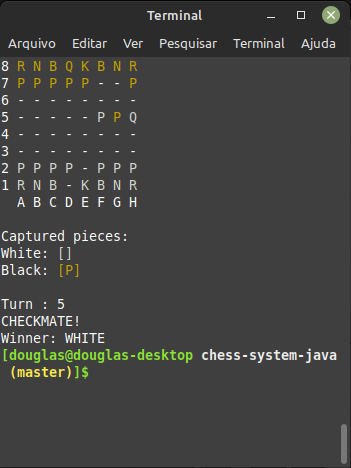 Terminal
Arquivo Editar Ver Pesquisar Terminal Ajuda
8 R N B Q K B N R
7 P P P P P - - P
6 - - - - - - - -
5 - - - - - P P Q
4 - - - - - - - -
3 - - - - - - - -
2 P P P P - P P P
1 R N B - K B N R
  A B C D E F G H
Captured pieces:
White: []
Black: [P]
Turn : 5
CHECKMATE!
Winner: WHITE
[douglas@douglas-desktop chess-system-java
 (master)]$